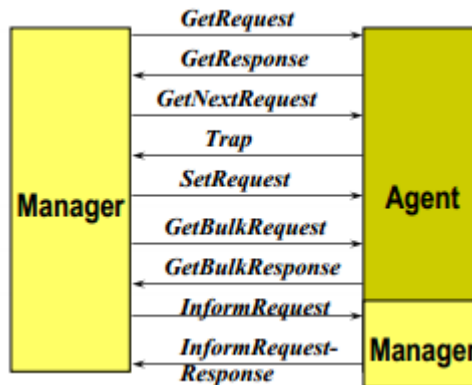 GetRequest
GetResponse
GetNextRequest
Trap
SetRequest
Manager
Agent
GetBulkRequest
GetBulkResponse
InformRequest
InformRequest-
Response
Manager